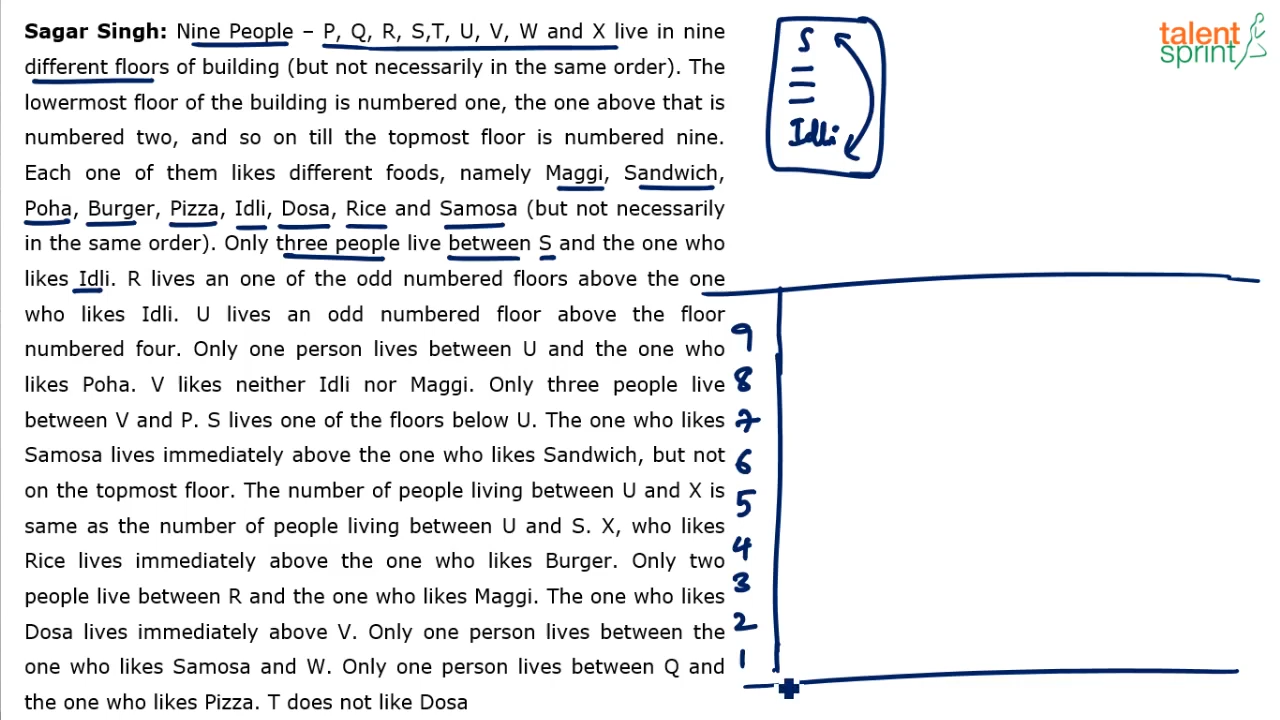 Sagar Singh: Nine People – P, Q, R, S,T, U, V, W and X live in nine
different floors of building (but not necessarily in the same order). The
lowermost floor of the building is numbered one, the one above that is
numbered two, and so on till the topmost floor is numbered nine.
Each one of them likes different foods, namely Maggi, Sandwich,
Poha, Burger, Pizza, Idli, Dosa, Rice and Samosa (but not necessarily
in the same order). Only three people live between S and the one who
likes Idli. R lives an one of the odd numbered floors above the one
who likes Idli. U lives an odd numbered floor above the floor
numbered four. Only one person lives between U and the one who
likes Poha. V likes neither Idli nor Maggi. Only three people live
between V and P. S lives one of the floors below U. The one who likes
Samosa lives immediately above the one who likes Sandwich, but not
on the topmost floor. The number of people living between U and X is
same as the number of people living between U and S. X, who likes
Rice lives immediately above the one who likes Burger. Only two
people live between R and the one who likes Maggi. The one who likes
Dosa lives immediately above V. Only one person lives between the
one who likes Samosa and W. Only one person lives between Q and
the one who likes Pizza. T does not like Dosa
S
Idli
talent
sprint
9
8
7
6
5
4
3
2
1